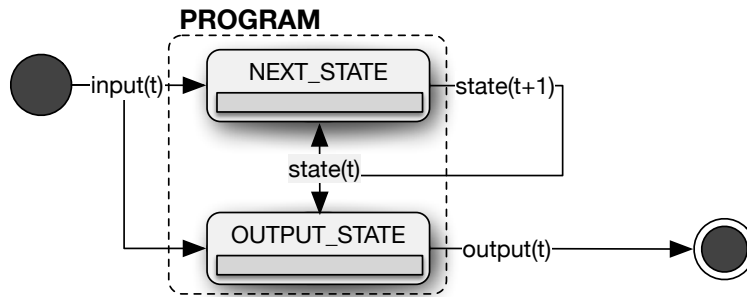 PROGRAM
NEXT_STATE
input(t)
state(t+1)
state(t)
OUTPUT_STATE
output(t)